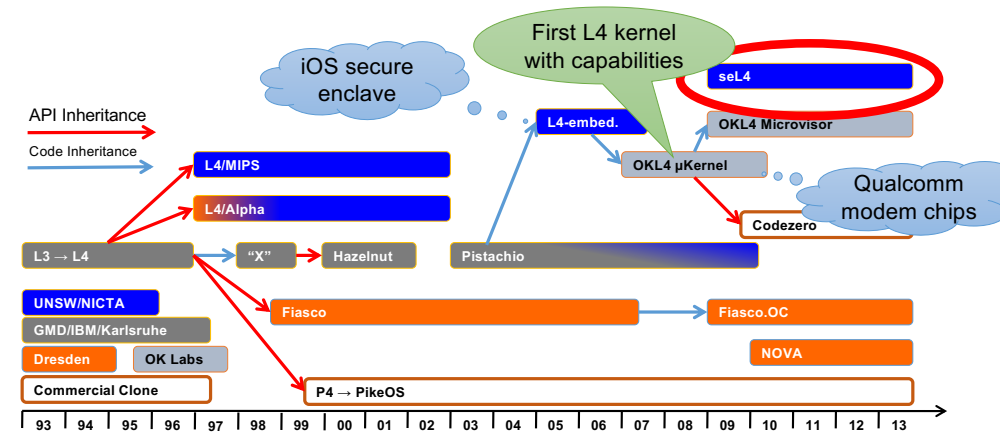 First L4 kernel
with capabilities
iOS secure
enclave
seL4
API Inheritance
L4-embed.
OKL4 Microvisor
Code Inheritance
L4/MIPS
OKL4 µKernel
Qualcomm
modem chips
L4/Alpha
Codezero
L3 → L4
“X”
Hazelnut
Pistachio
UNSW/NICTA
Fiasco
Fiasco.OC
GMD/IBM/Karlsruhe
Dresden
OK Labs
NOVA
Commercial Clone
P4 → PikeOS
93 94 95 96 97 98 99 00 01 02 03 04 05 06 07 08 09 10 11 12 13